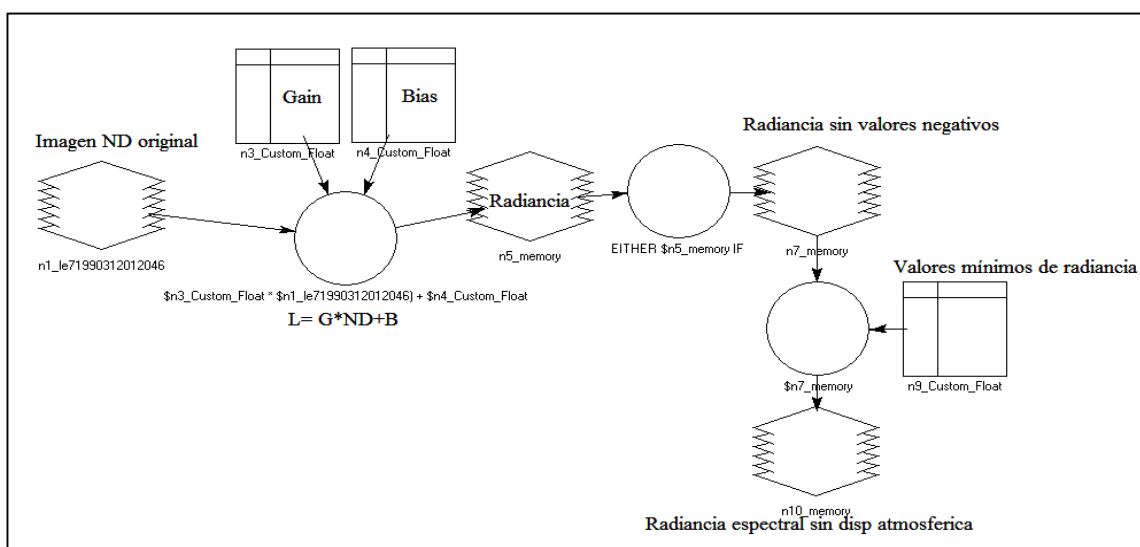 Imagen ND original
n1_le71990312012046
Gain
n3_Custom_Float
Bias
n4_Custom_Float
$n3_Custom_Float * $n1_le71990312012046) + $n4_Custom_Float
L= G*ND+B
Radiancia
n5_memory
EITHER $n5_memory IF
Radiancia sin valores negativos
n7_memory
Valores mínimos de radiancia
n9_Custom_Float
$n7_memory
n10_memory
Radiancia espectral sin disp atmosferica